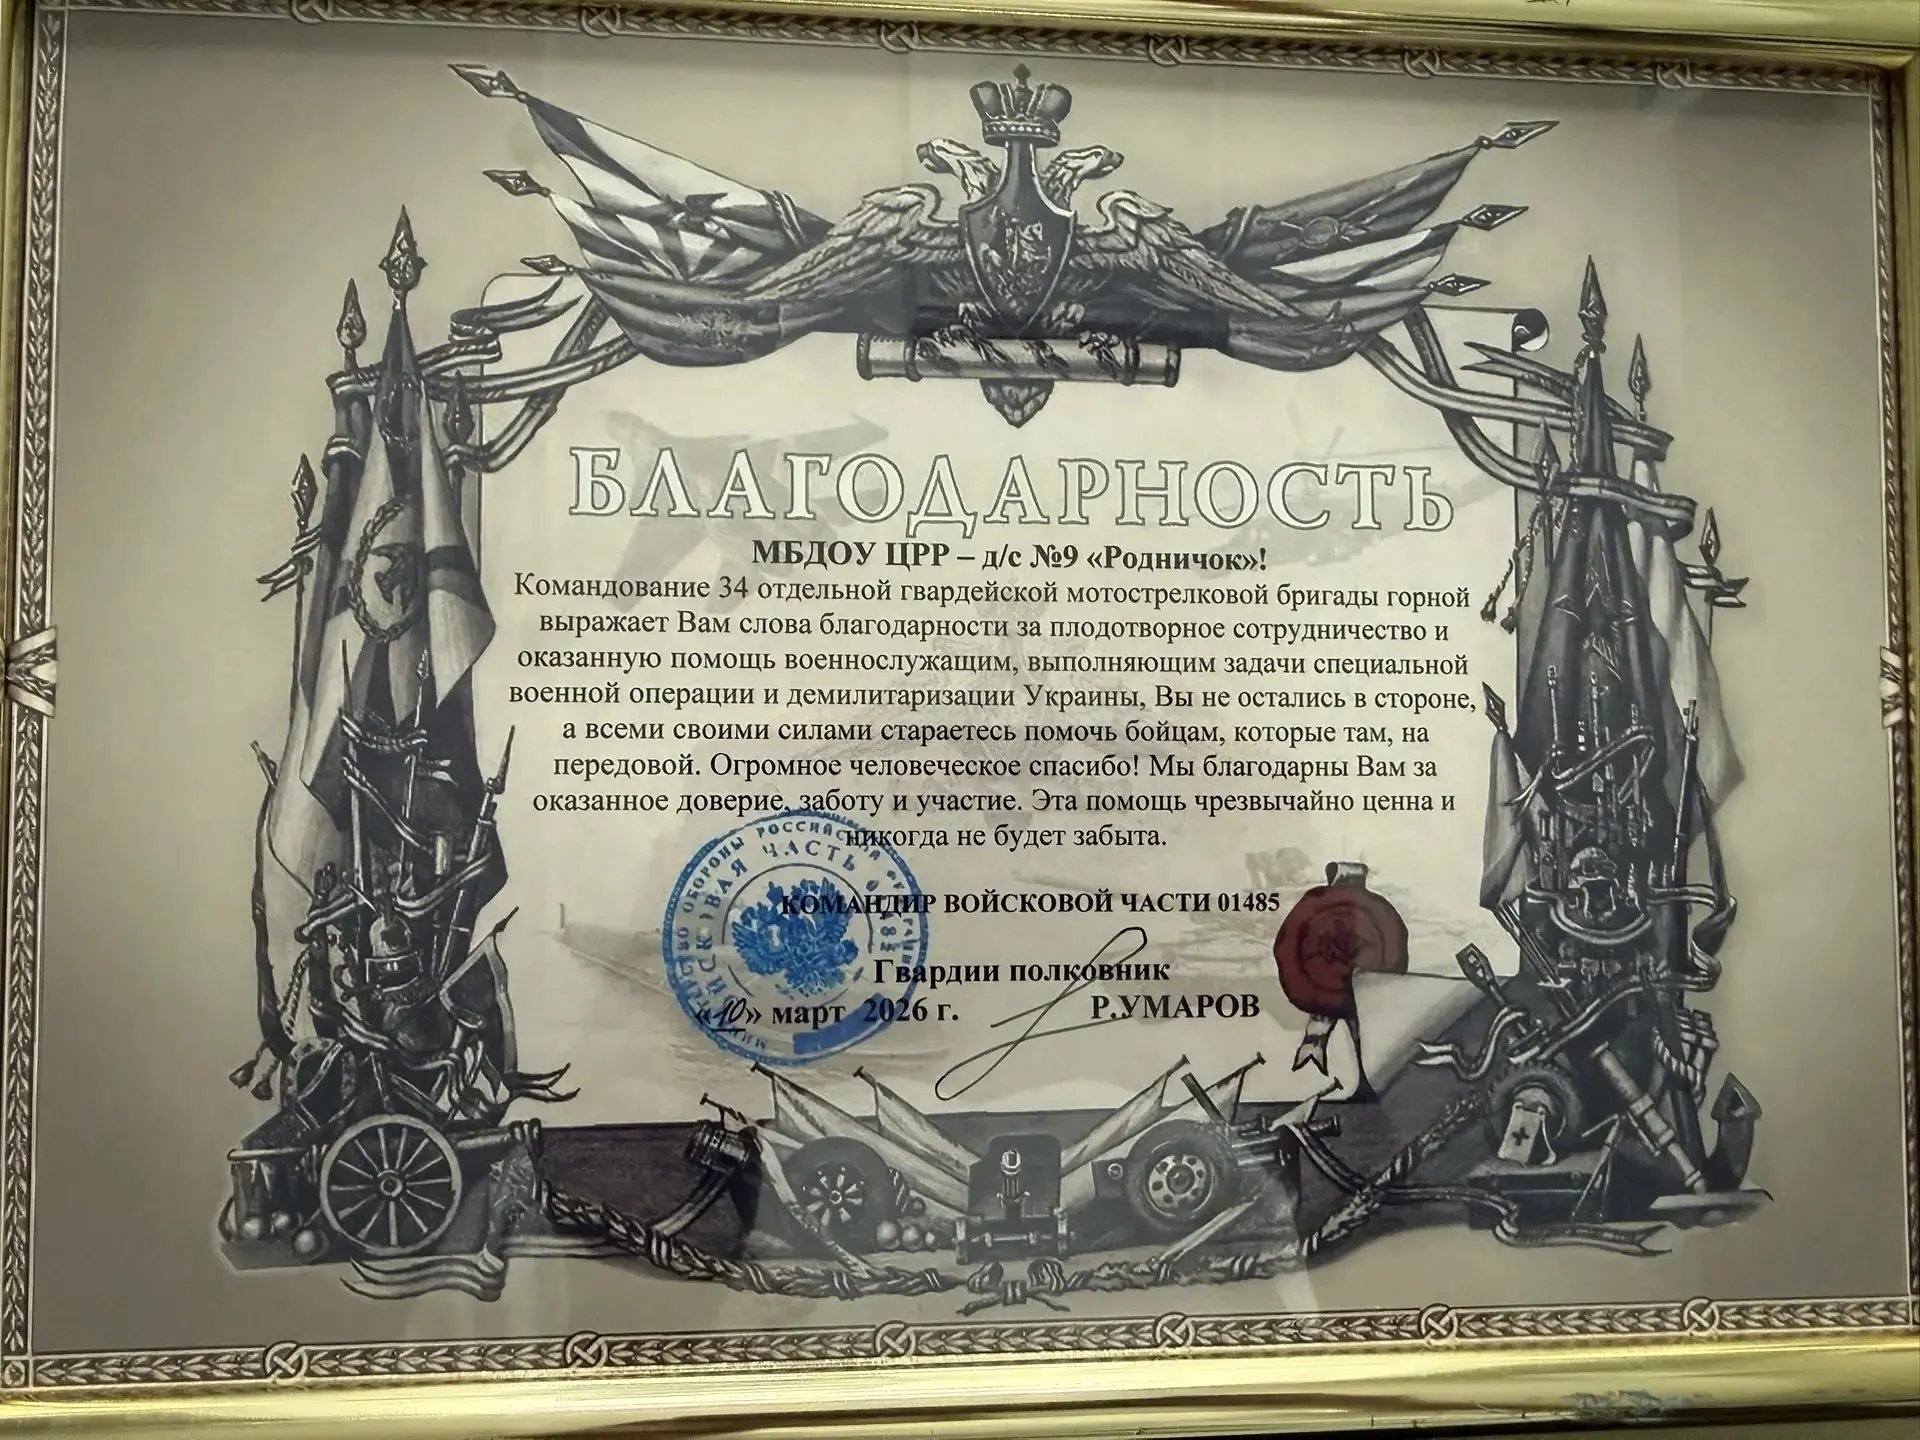 БЛАГОДАРНОСТЬ
МБДОУ ЦРР – д/с №9 «Родничок»!
Командование 34 отдельной гвардейской мотострелковой бригады горной
выражает Вам слова благодарности за плодотворное сотрудничество и
оказанную помощь военнослужащим, выполняющим задачи специальной
военной операции и демилитаризации Украины, Вы не остались в стороне,
а всеми своими силами стараетесь помочь бойцам, которые там, на
передовой. Огромное человеческое спасибо! Мы благодарны Вам за
оказанное доверие, заботу и участие. Эта помощь чрезвычайно ценна и
никогда не будет забыта.
КОМАНДИР ВОЙСКОВОЙ ЧАСТИ 01485
Гвардии полковник
«10» март 2026 г. Р.УМАРОВ
ОБОРОНЫ
ЧАСТЬ